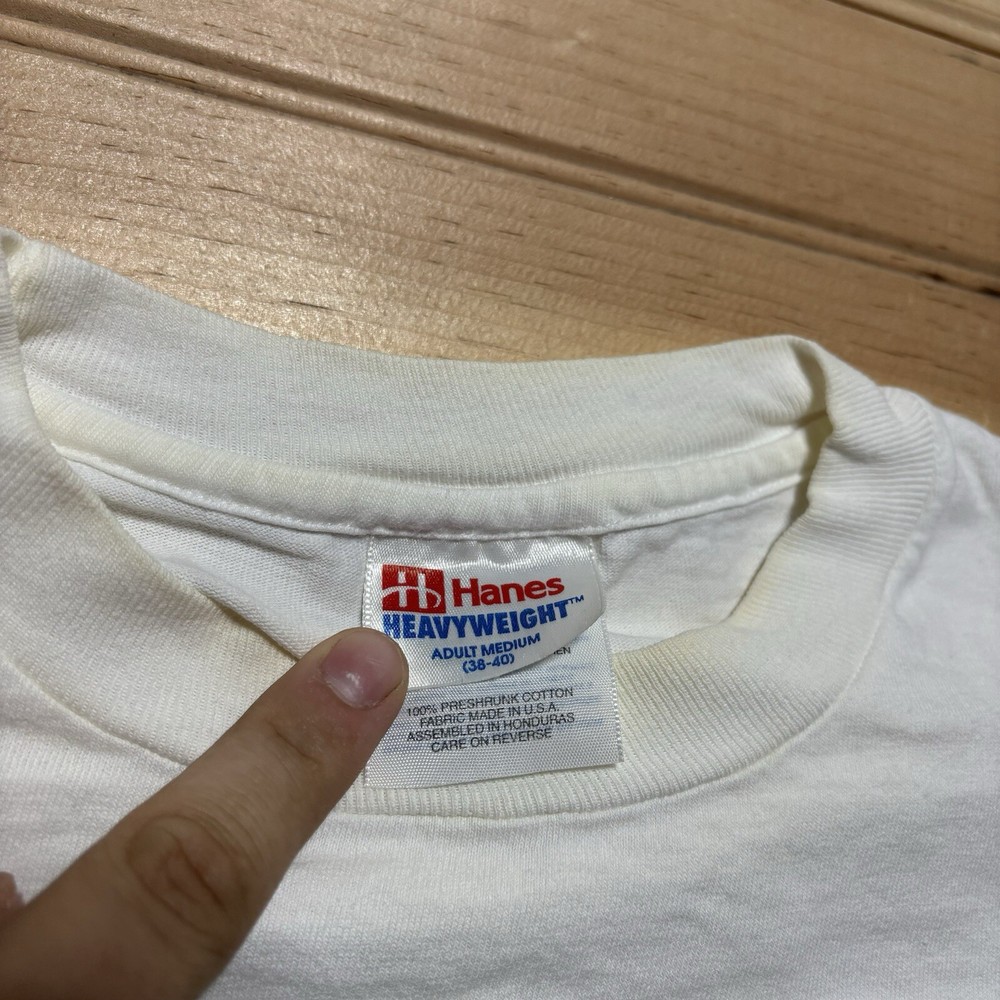 Hanes
HEAVYWEIGHT™
ADULT MEDIUM
(38-40)
100% PRESHRUNK COTTON
FABRIC MADE IN U.S.A.
ASSEMBLED IN HONDURAS
CARE ON REVERSE